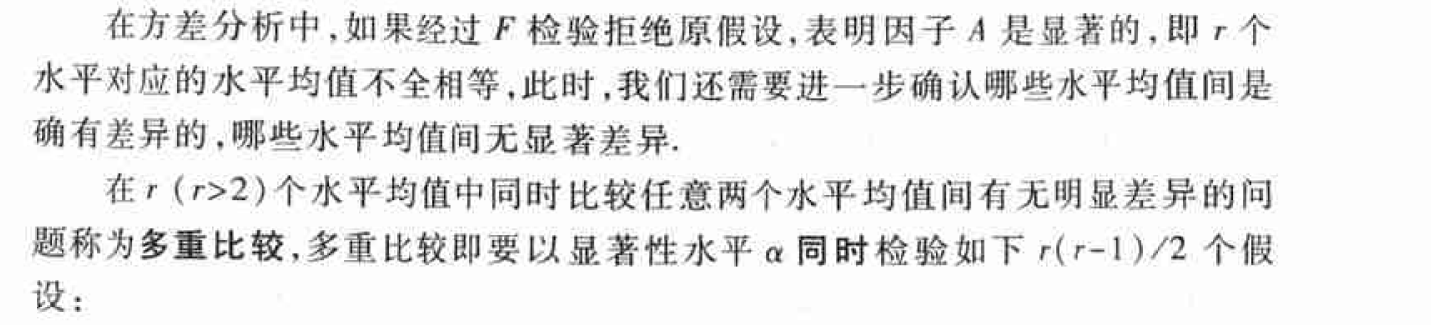 在方差分析中,如果经过 F 检验拒绝原假设,表明因子 A 是显著的,即 r 个
水平对应的水平均值不全相等,此时,我们还需要进一步确认哪些水平均值间是
确有差异的,哪些水平均值间无显著差异.
在 r (r>2)个水平均值中同时比较任意两个水平均值间有无明显差异的问
题称为多重比较,多重比较即要以显著性水平 α 同时检验如下 r(r-1)/2 个假
设: